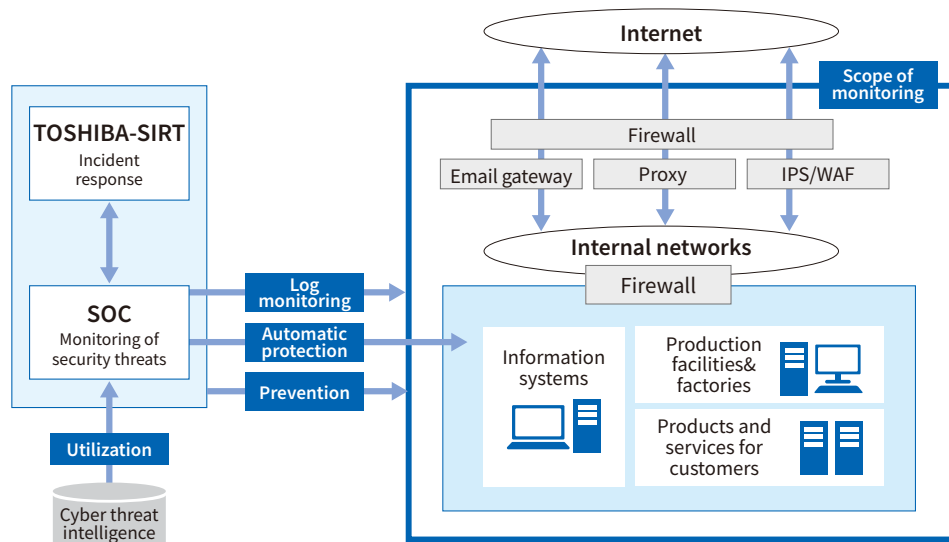 Internet
Scope of
monitoring
TOSHIBA-SIRT
Incident
response
Firewall
Email gateway
Proxy
IPS/WAF
Internal networks
Firewall
SOC
Monitoring of
security threats
Log
monitoring
Automatic
protection
Prevention
Information
systems
Production
facilities&
factories
Products and
services for
customers
Utilization
Cyber threat
intelligence